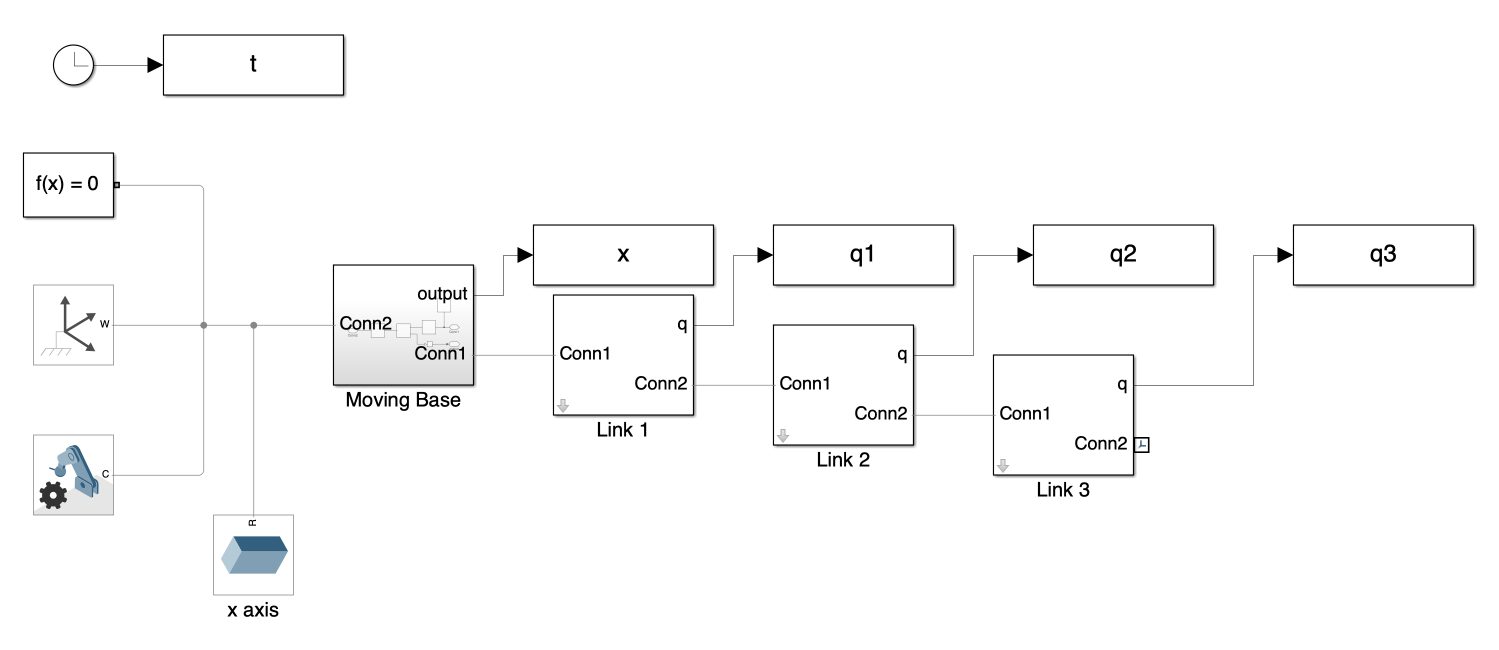 t
f(x) = 0
W
C
R
x axis
output
Conn2
Conn1
Moving Base
x
q
Conn1
Conn2
Link 1
q1
q
Conn1
Conn2
Link 2
q2
q
Conn1
Conn2
Link 3
q3